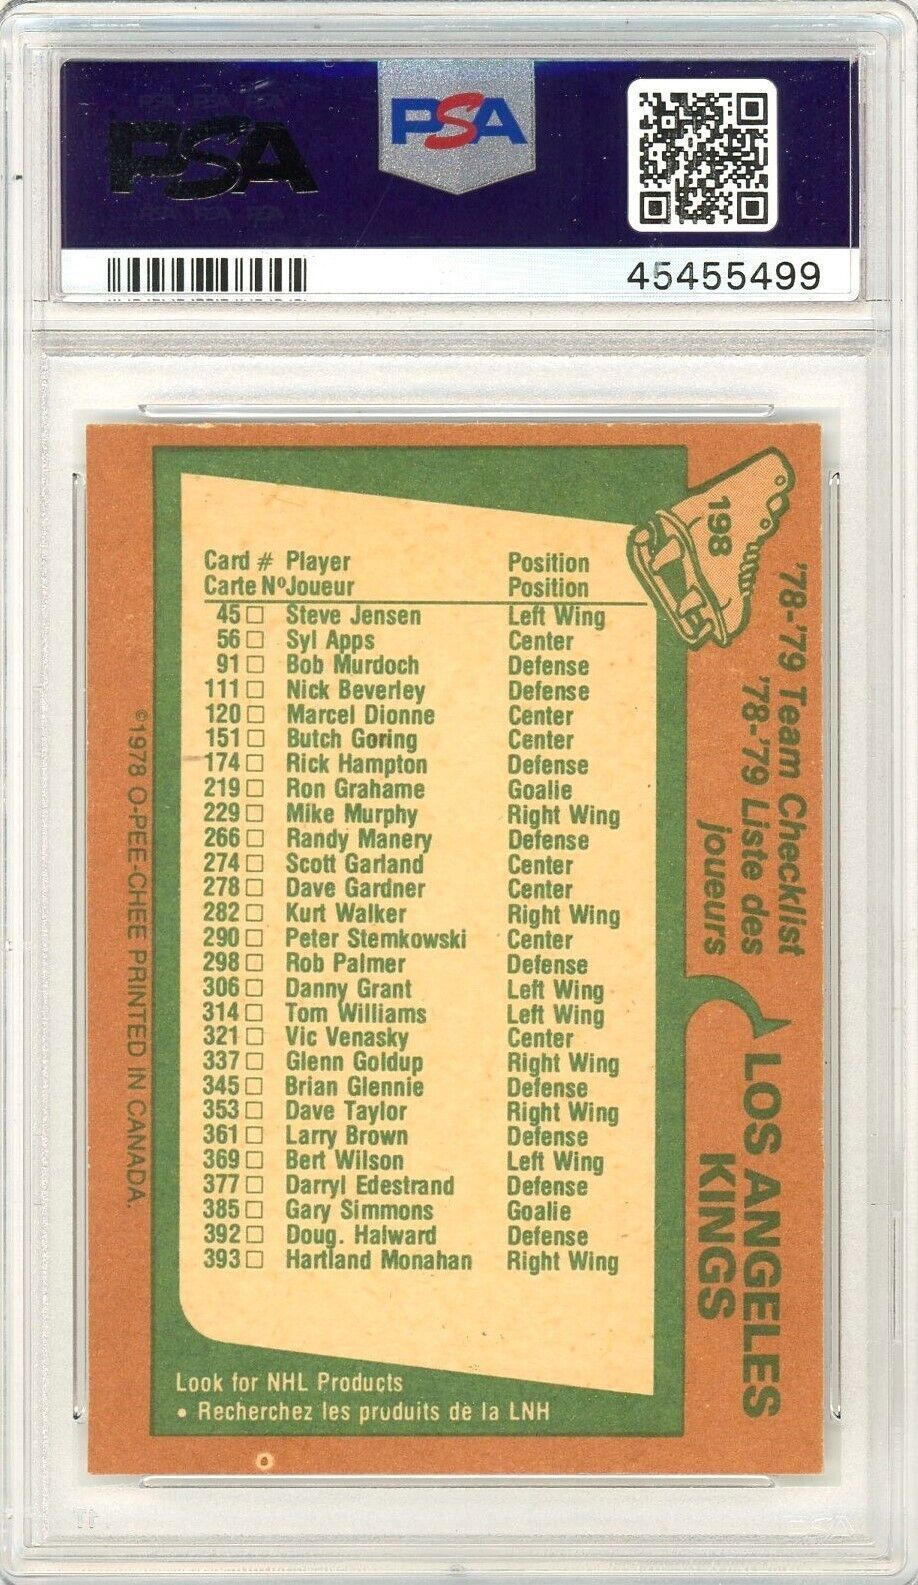 PSA
PSA
45455499
198
'78-'79 Team Checklist
'78-'79 Liste des
joueurs
LOS ANGELES
KINGS
Card # Player Position
Carte Nº Joueur Position
45 □ Steve Jensen Left Wing
56 □ Syl Apps Center
91 □ Bob Murdoch Defense
111 □ Nick Beverley Defense
120 □ Marcel Dionne Center
151 □ Butch Goring Center
174 □ Rick Hampton Defense
219 □ Ron Grahame Goalie
229 □ Mike Murphy Right Wing
266 □ Randy Manery Defense
274 □ Scott Garland Center
278 □ Dave Gardner Center
282 □ Kurt Walker Right Wing
290 □ Peter Stemkowski Center
298 □ Rob Palmer Defense
306 □ Danny Grant Left Wing
314 □ Tom Williams Left Wing
321 □ Vic Venasky Center
337 □ Glenn Goldup Right Wing
345 □ Brian Glennie Defense
353 □ Dave Taylor Right Wing
361 □ Larry Brown Defense
369 □ Bert Wilson Left Wing
377 □ Darryl Edestrand Defense
385 □ Gary Simmons Goalie
392 □ Doug. Halward Defense
393 □ Hartland Monahan Right Wing
Look for NHL Products
• Recherchez les produits de la LNH
©1978 O-PEE-CHEE PRINTED IN CANADA.